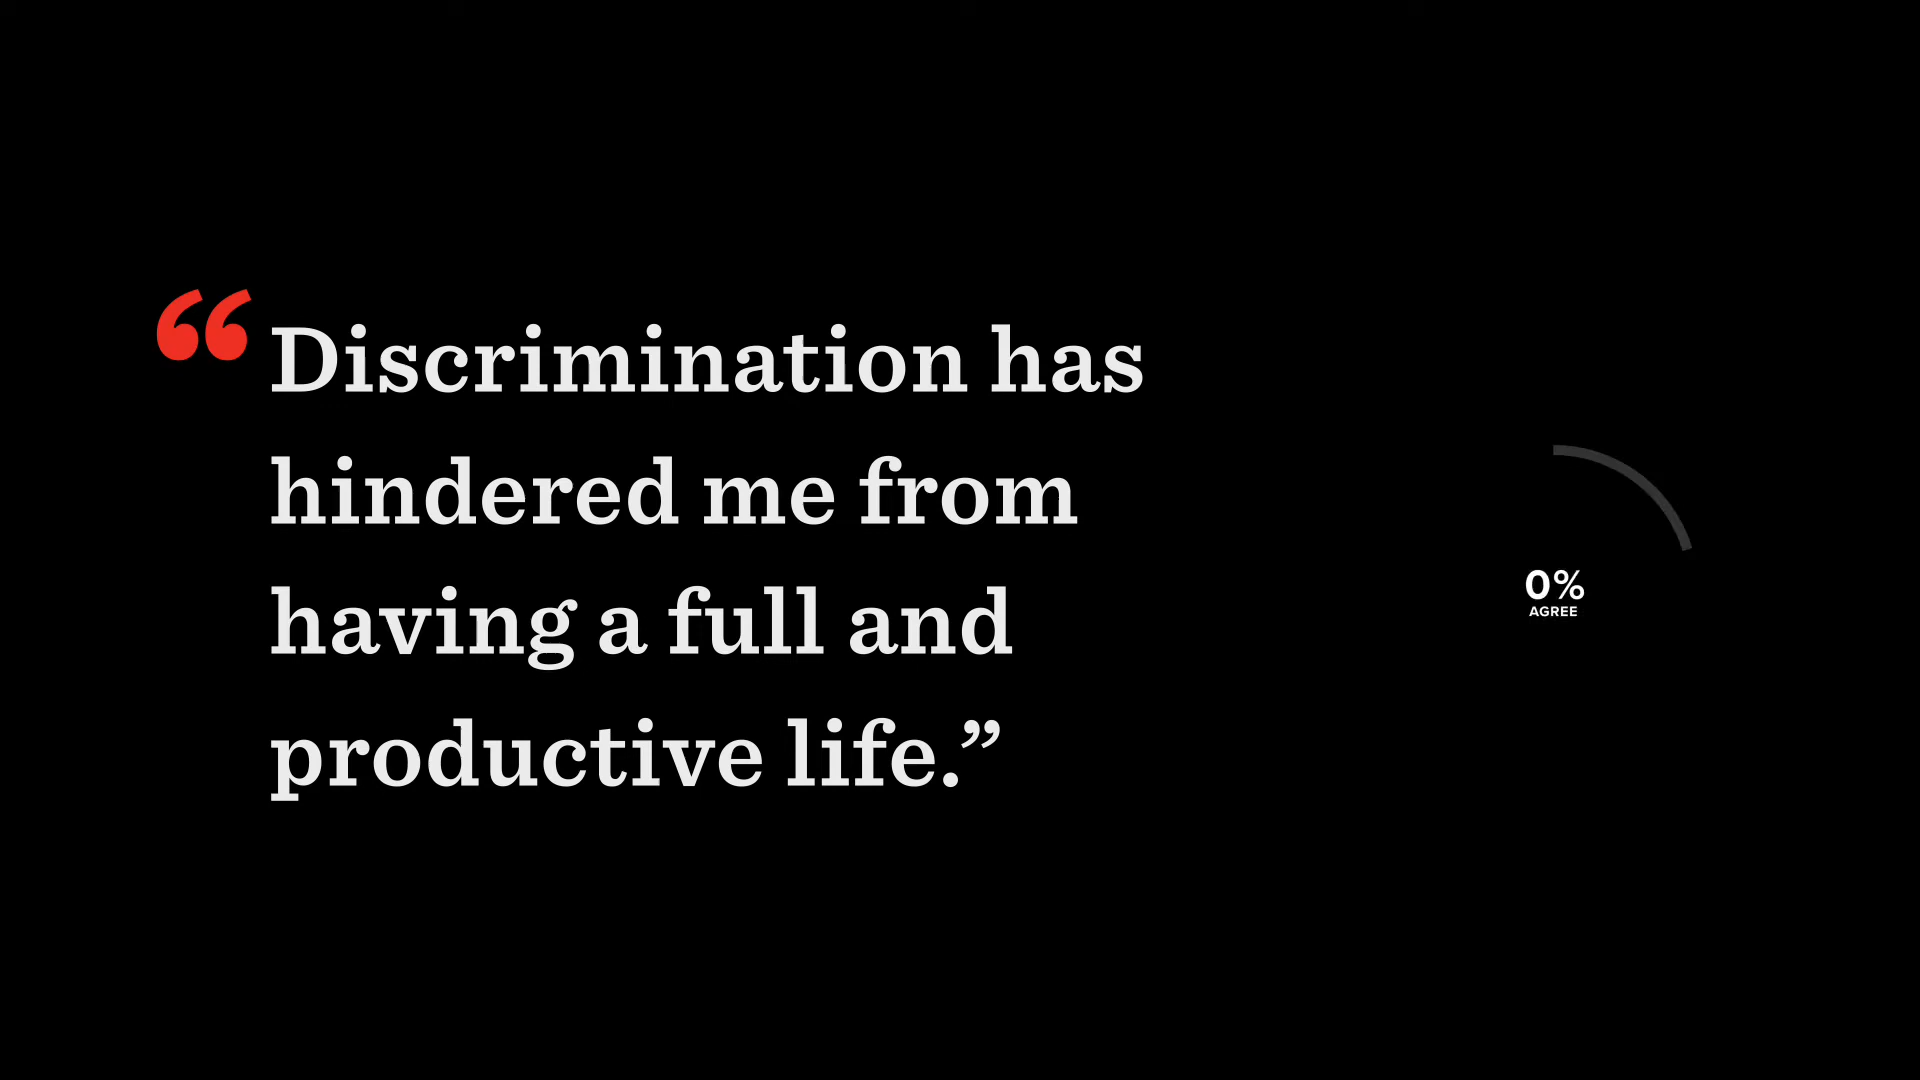 “Discrimination has
hindered me from
having a full and
productive life.”
0%
AGREE